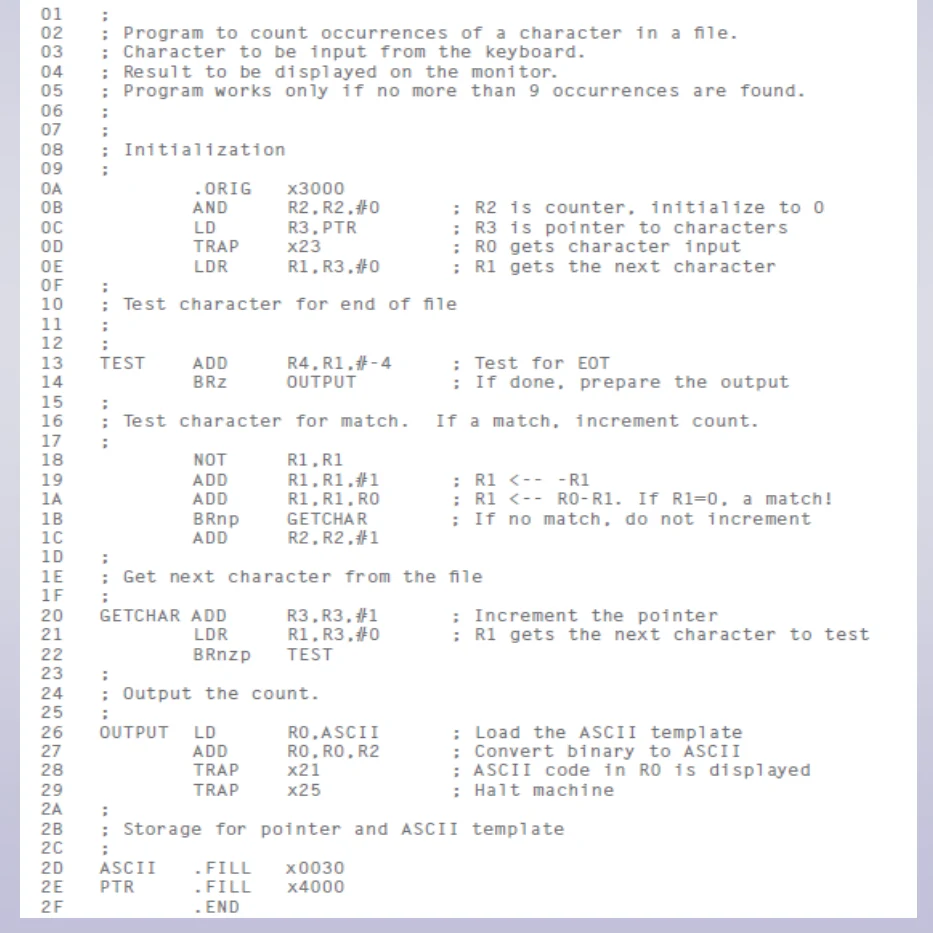 01 ;
02 ; Program to count occurrences of a character in a file.
03 ; Character to be input from the keyboard.
04 ; Result to be displayed on the monitor.
05 ; Program works only if no more than 9 occurrences are found.
06 ;
07 ;
08 ; Initialization
09 ;
0A .ORIG x3000
0B AND R2,R2,#0 ; R2 is counter, initialize to 0
0C LD R3,PTR ; R3 is pointer to characters
0D TRAP x23 ; R0 gets character input
0E LDR R1,R3,#0 ; R1 gets the next character
0F ;
10 ; Test character for end of file
11 ;
12 ;
13 TEST ADD R4,R1,#-4 ; Test for EOT
14 BRz OUTPUT ; If done, prepare the output
15 ;
16 ; Test character for match. If a match, increment count.
17 ;
18 NOT R1,R1
19 ADD R1,R1,#1 ; R1 <-- -R1
1A ADD R1,R1,R0 ; R1 <-- R0-R1. If R1=0, a match!
1B BRnp GETCHAR ; If no match, do not increment
1C ADD R2,R2,#1
1D ;
1E ; Get next character from the file
1F ;
20 GETCHAR ADD R3,R3,#1 ; Increment the pointer
21 LDR R1,R3,#0 ; R1 gets the next character to test
22 BRnzp TEST
23 ;
24 ; Output the count.
25 ;
26 OUTPUT LD R0,ASCII ; Load the ASCII template
27 ADD R0,R0,R2 ; Convert binary to ASCII
28 TRAP x21 ; ASCII code in R0 is displayed
29 TRAP x25 ; Halt machine
2A ;
2B ; Storage for pointer and ASCII template
2C ;
2D ASCII .FILL x0030
2E PTR .FILL x4000
2F .END